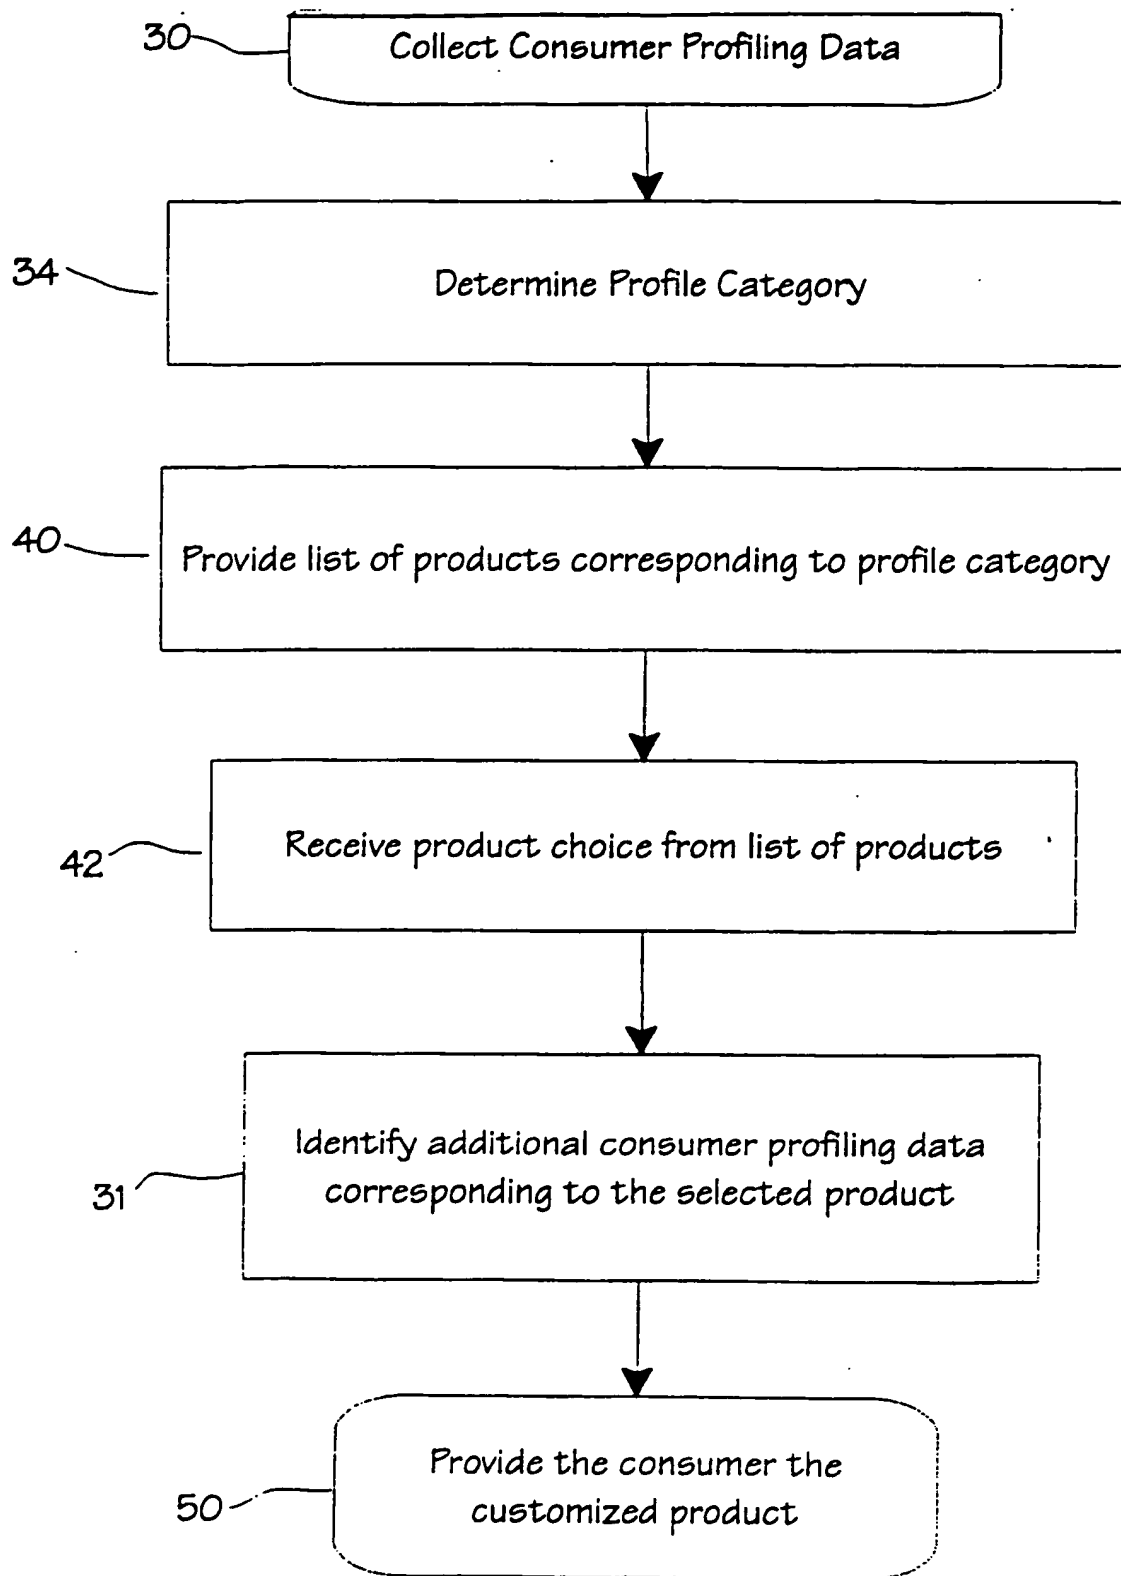 30
Collect Consumer Profiling Data
34
Determine Profile Category
40
Provide list of products corresponding to profile category
42
Receive product choice from list of products
31
Identify additional consumer profiling data
corresponding to the selected product
50
Provide the consumer the
customized product